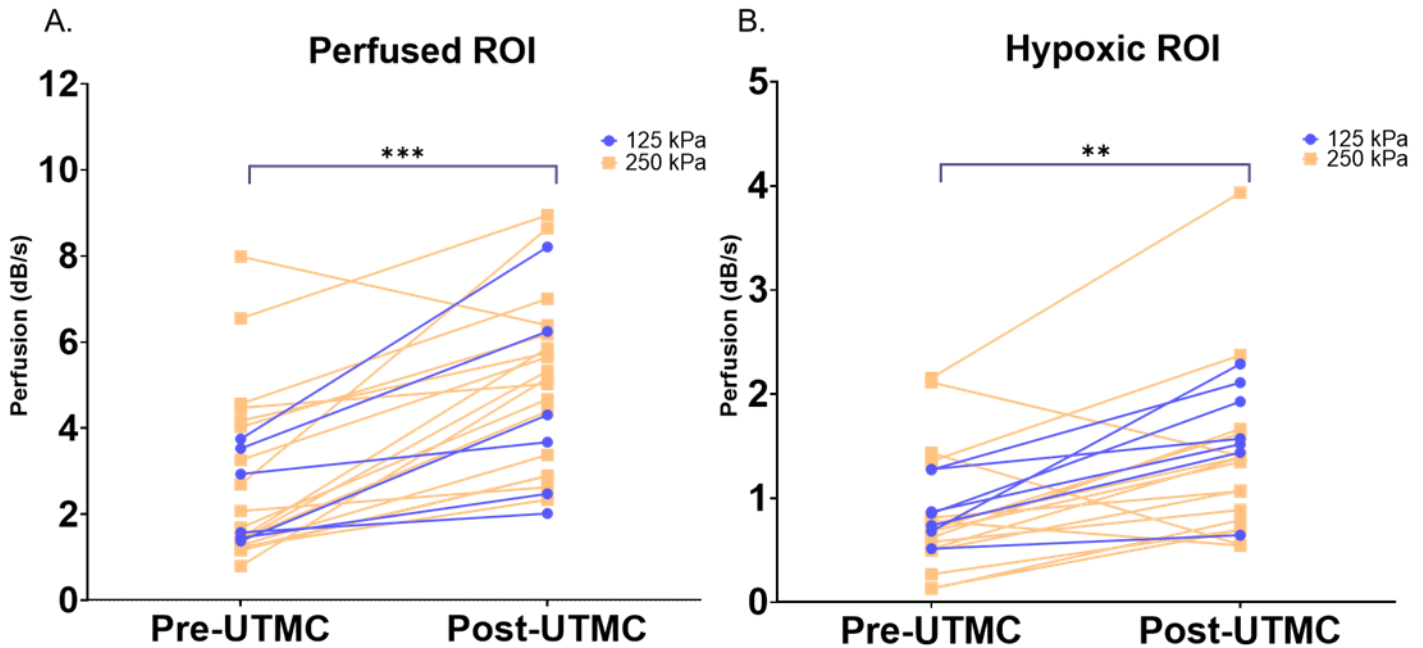 A.
Perfused ROI
12
10
8
6
4
2
0
Perfusion (dB/s)
***
125 kPa
250 kPa
Pre-UTMC
Post-UTMC
B.
Hypoxic ROI
5
4
3
2
1
0
Perfusion (dB/s)
**
125 kPa
250 kPa
Pre-UTMC
Post-UTMC